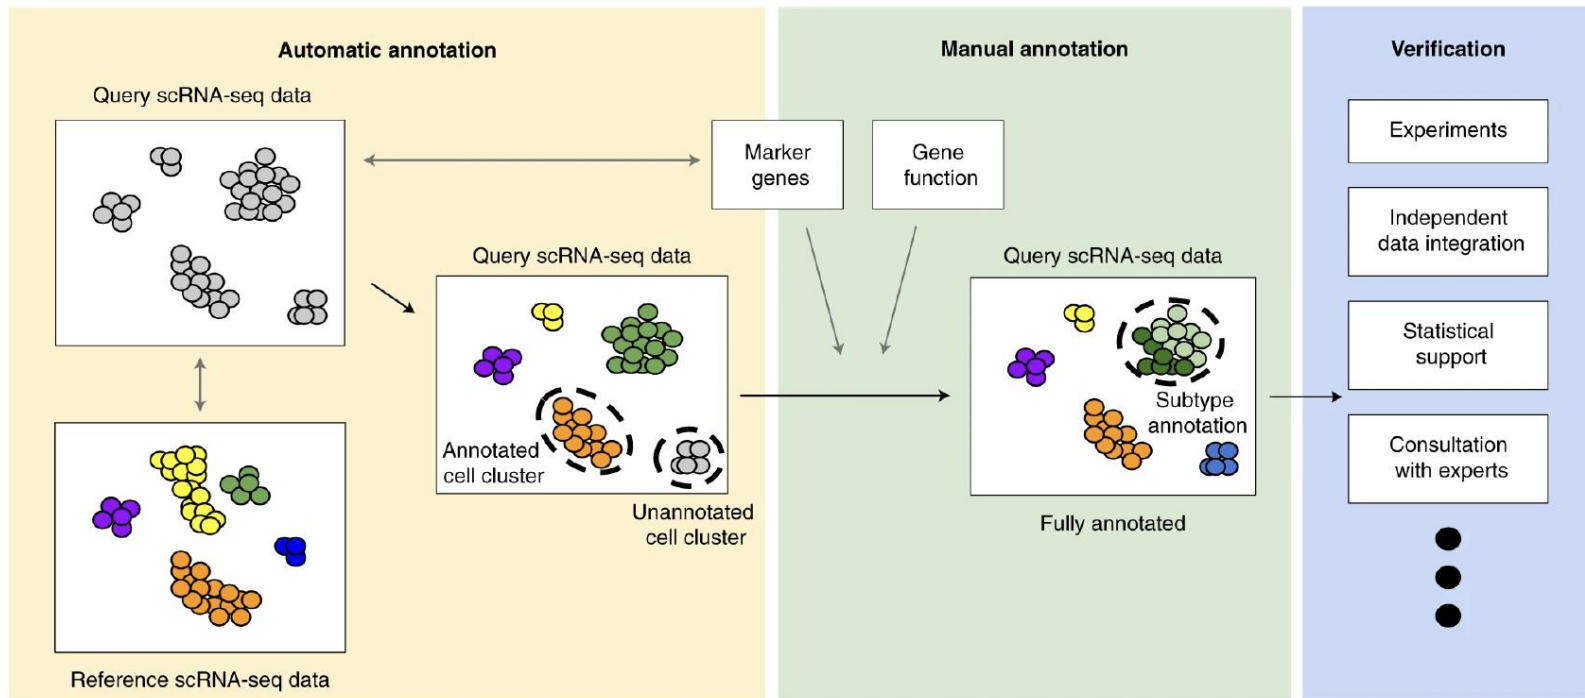 Automatic annotation
Query scRNA-seq data
Reference scRNA-seq data
Query scRNA-seq data
Annotated
cell cluster
Unannotated
cell cluster
Manual annotation
Marker
genes
Gene
function
Query scRNA-seq data
Subtype
annotation
Fully annotated
Verification
Experiments
Independent
data integration
Statistical
support
Consultation
with experts